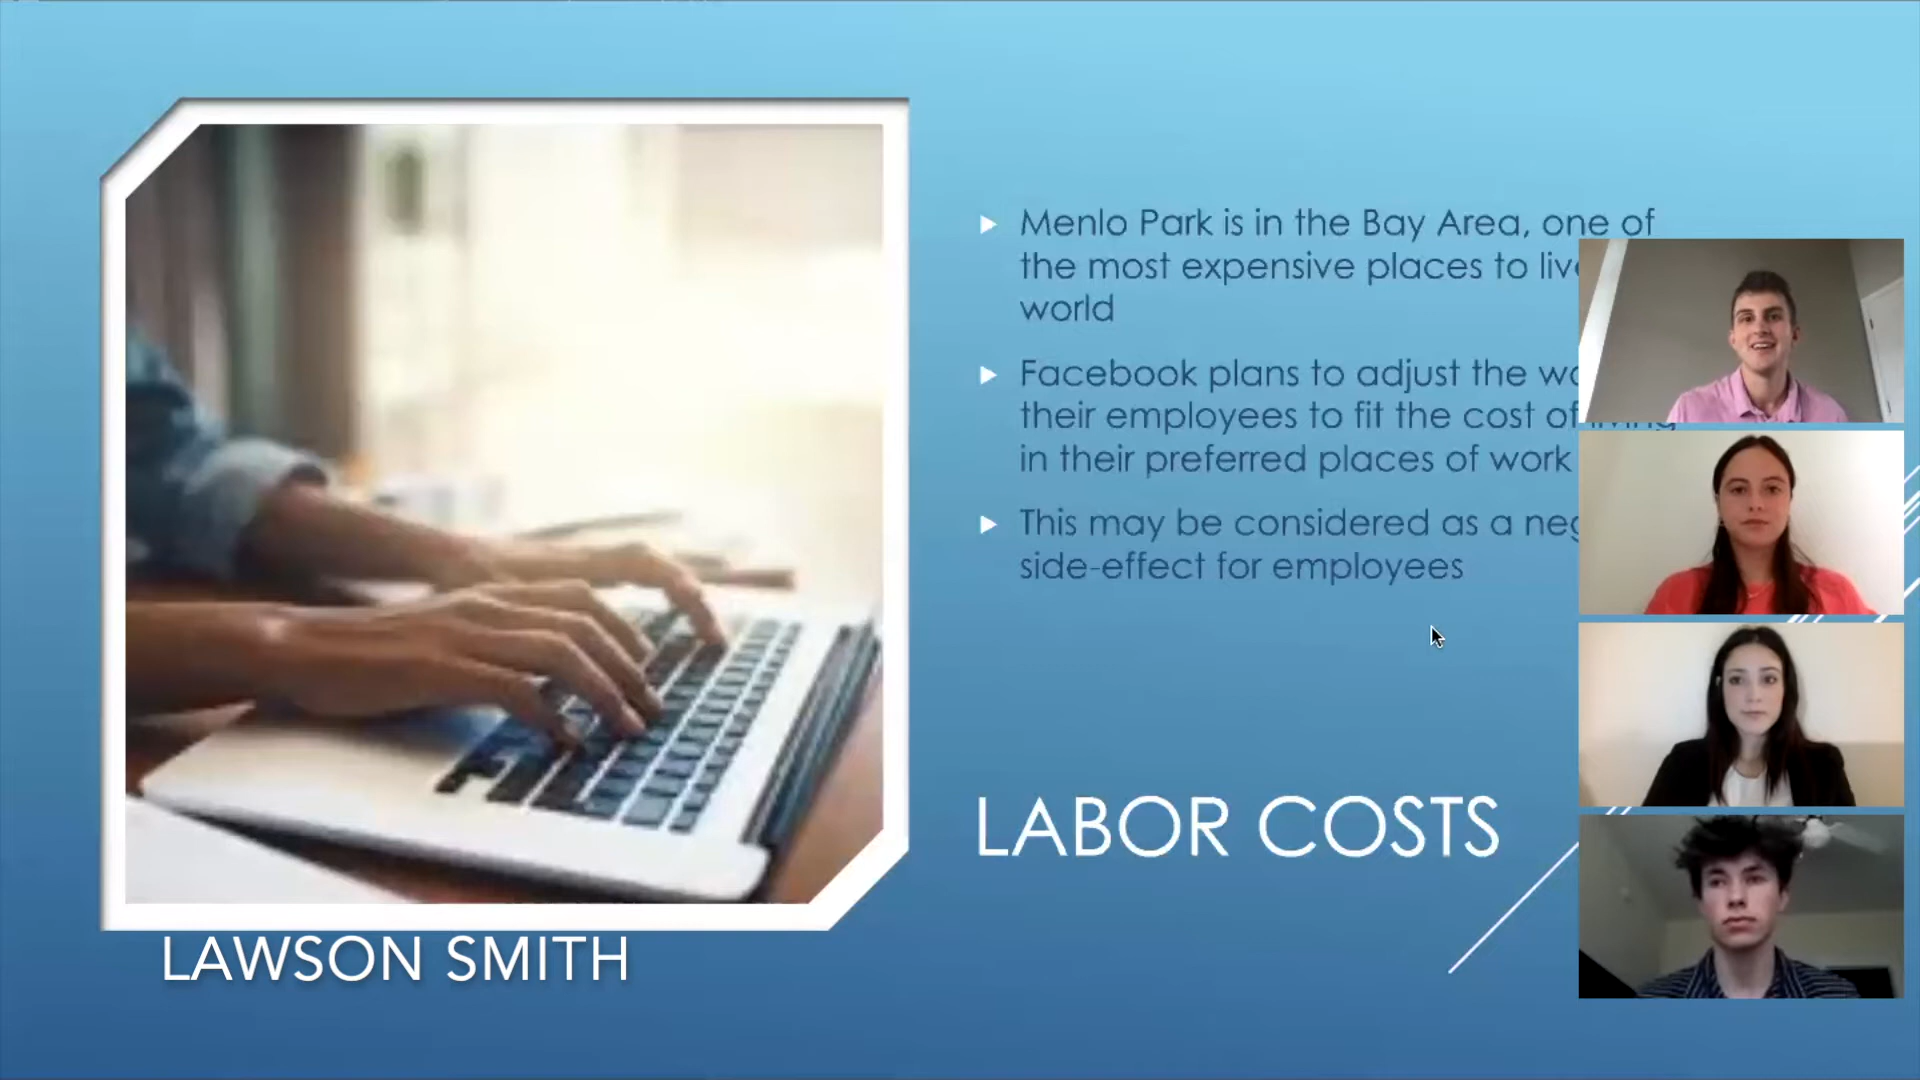 Menlo Park is in the Bay Area, one of
the most expensive places to live
world
Facebook plans to adjust the
their employees to fit the cost of living
in their preferred places of work
This may be considered as a
side-effect for employees
LABOR COSTS
LAWSON SMITH